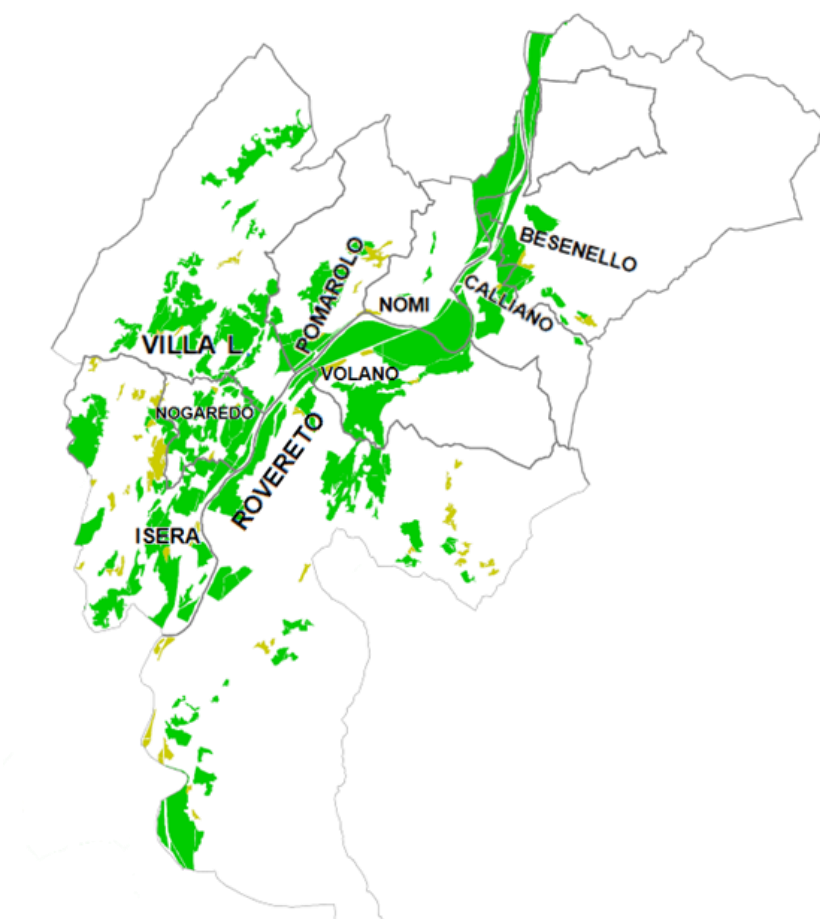 BESENELLO
POMAROLO
CALLIANO
NOMI
VILLA L
VOLANO
NOGAREDO
ROVERETO
ISERA